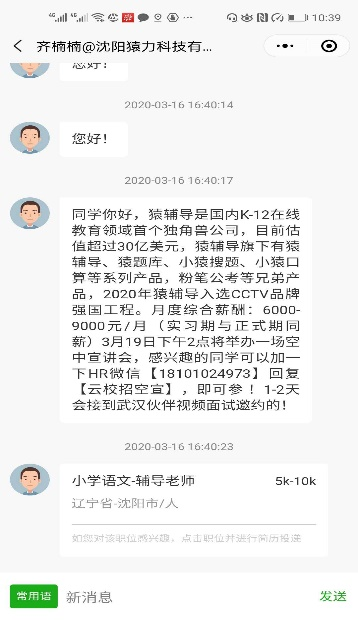 10:39
齐楠楠@沈阳猿力科技有...
您好！
2020-03-16 16:40:14
您好！
2020-03-16 16:40:17
同学你好，猿辅导是国内K-12在线
教育领域首个独角兽公司，目前估
值超过30亿美元，猿辅导旗下有猿
辅导、猿题库、小猿搜题、小猿口
算等系列产品，粉笔公考等兄弟产
品，2020年猿辅导入选CCTV品牌
强国工程。月度综合薪酬：6000-
9000元/月（实习期与正式期同
薪）3月19日下午2点将举办一场空
中宣讲会，感兴趣的同学可以加一
下HR微信【18101024973】回复
【云校招空宣】，即可参 ！1-2天
会接到武汉伙伴视频面试邀约的！
2020-03-16 16:40:23
小学语文-辅导老师 5k-10k
辽宁省-沈阳市/人
如您对该职位感兴趣，点击职位并进行简历投递
常用语 新消息 发送